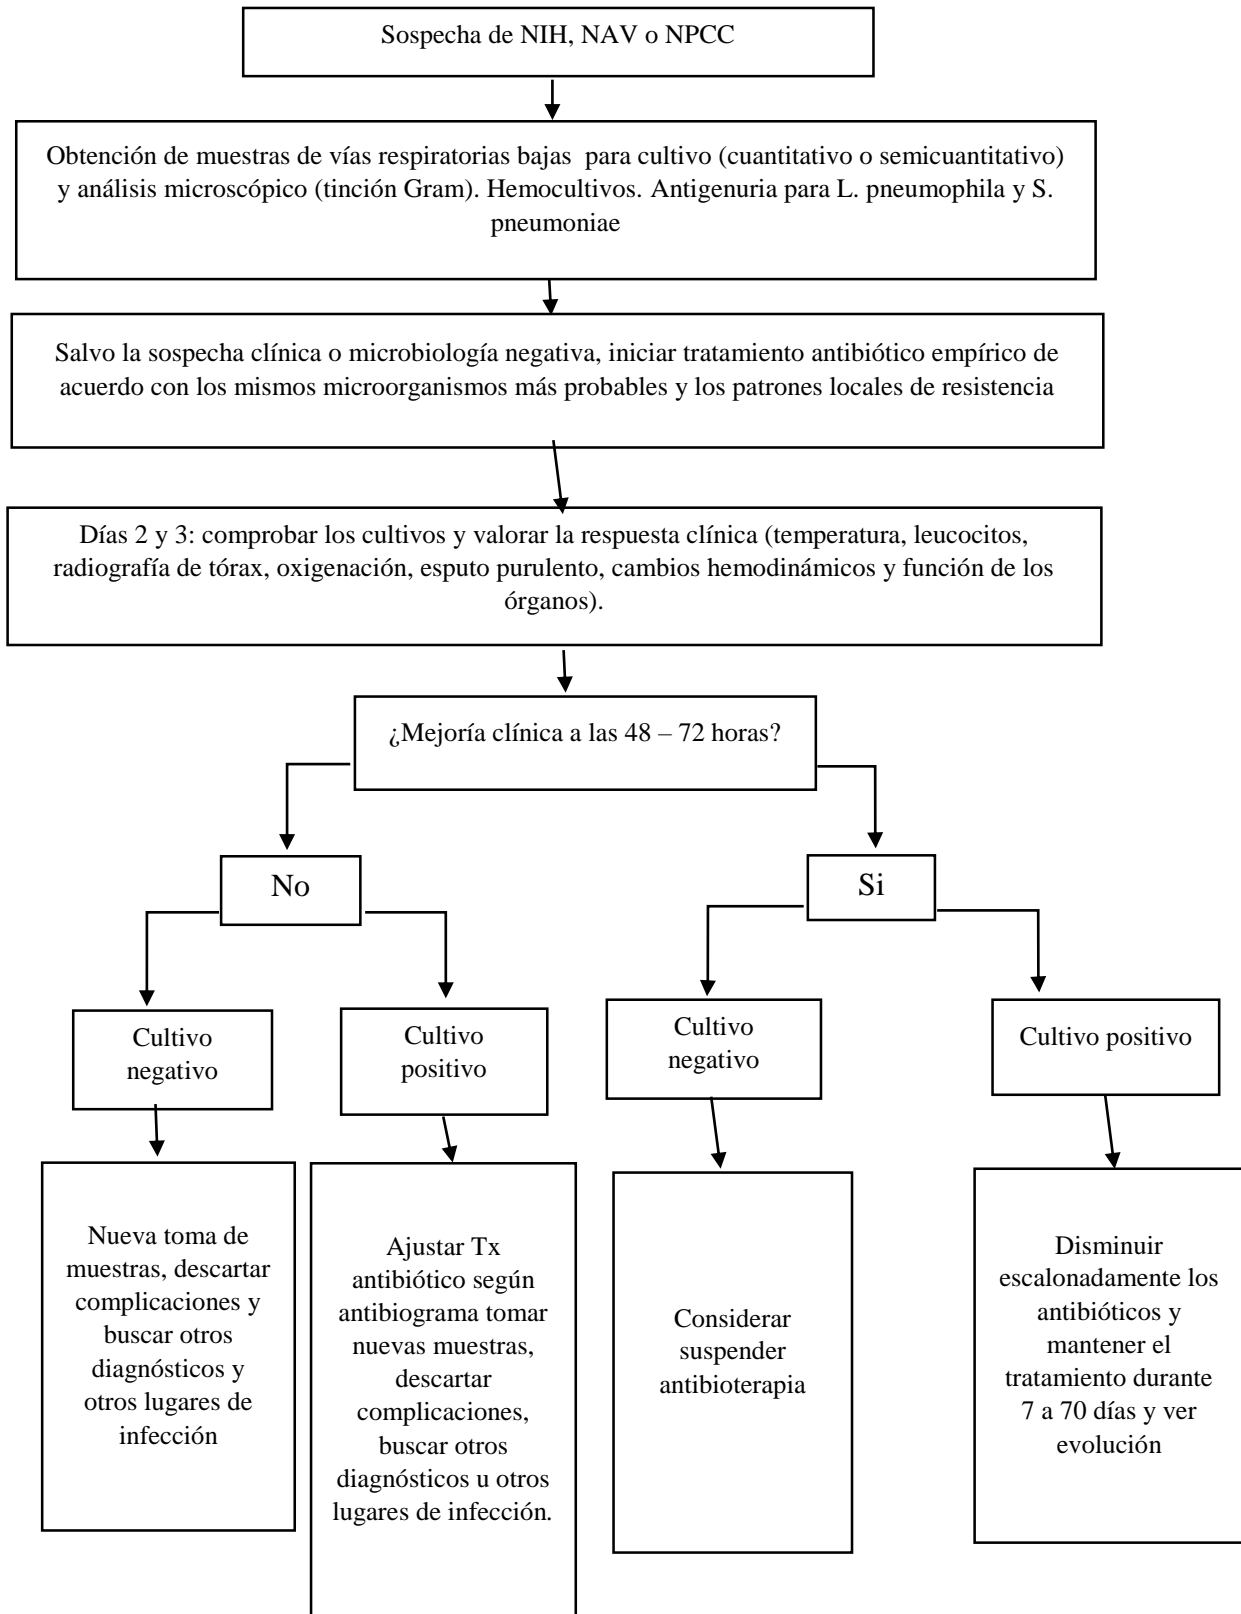 Sospecha de NIH, NAV o NPCC
Obtención de muestras de vías respiratorias bajas para cultivo (cuantitativo o semicuantitativo)
y análisis microscópico (tinción Gram). Hemocultivos. Antigenuria para L. pneumophila y S.
pneumoniae
Salvo la sospecha clínica o microbiología negativa, iniciar tratamiento antibiótico empírico de
acuerdo con los mismos microorganismos más probables y los patrones locales de resistencia
Días 2 y 3: comprobar los cultivos y valorar la respuesta clínica (temperatura, leucocitos,
radiografía de tórax, oxigenación, esputo purulento, cambios hemodinámicos y función de los
órganos).
¿Mejoría clínica a las 48 – 72 horas?
No
Si
Cultivo
negativo
Cultivo
positivo
Cultivo
negativo
Cultivo positivo
Nueva toma de
muestras, descartar
complicaciones y
buscar otros
diagnósticos y
otros lugares de
infección
Ajustar Tx
antibiótico según
antibiograma tomar
nuevas muestras,
descartar
complicaciones,
buscar otros
diagnósticos u otros
lugares de infección.
Considerar
suspender
antibioterapia
Disminuir
escalonadamente los
antibióticos y
mantener el
tratamiento durante
7 a 70 días y ver
evolución